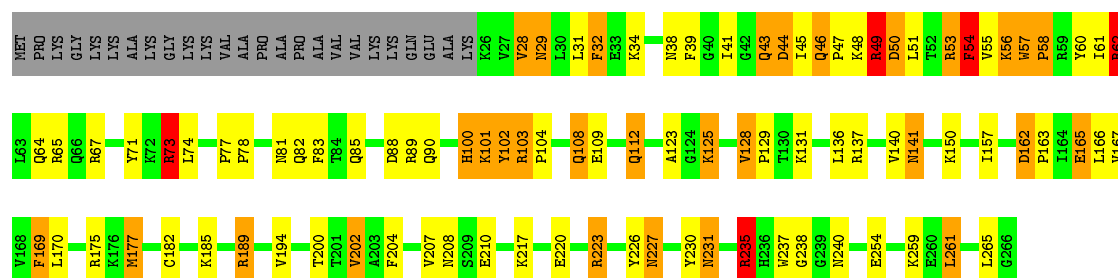 MET PRO LYS GLY LYS LYS ALA LYS GLY LYS LYS VAL ALA PRO ALA PRO ALA VAL VAL LYS LYS GLN GLU ALA LYS K26 V27 V28 N29 L30 L31 F32 E33 K34 N38 F39 G40 I41 G42 Q43 D44 I45 Q46 P47 K48 R49 D50 L51 T52 R53 F54 V55 K56 W57 P58 R59 Y60 I61 R62
L63 Q64 R65 Q66 R67 Y71 K72 R73 L74 P77 P78 N81 Q82 F83 T84 Q85 D88 R89 Q90 H100 K101 Y102 R103 P104 Q108 E109 Q112 A123 G124 K125 V128 P129 T130 K131 L136 R137 V140 N141 K150 I157 D162 P163 I164 E165 L166 V167
V168 F169 L170 R175 K176 M177 C182 K185 R189 V194 T200 T201 V202 A203 F204 V207 N208 S209 E210 K217 E220 R223 Y226 N227 Y230 N231 R235 H236 W237 G238 G239 N240 E254 K259 E260 L261 L265 G266